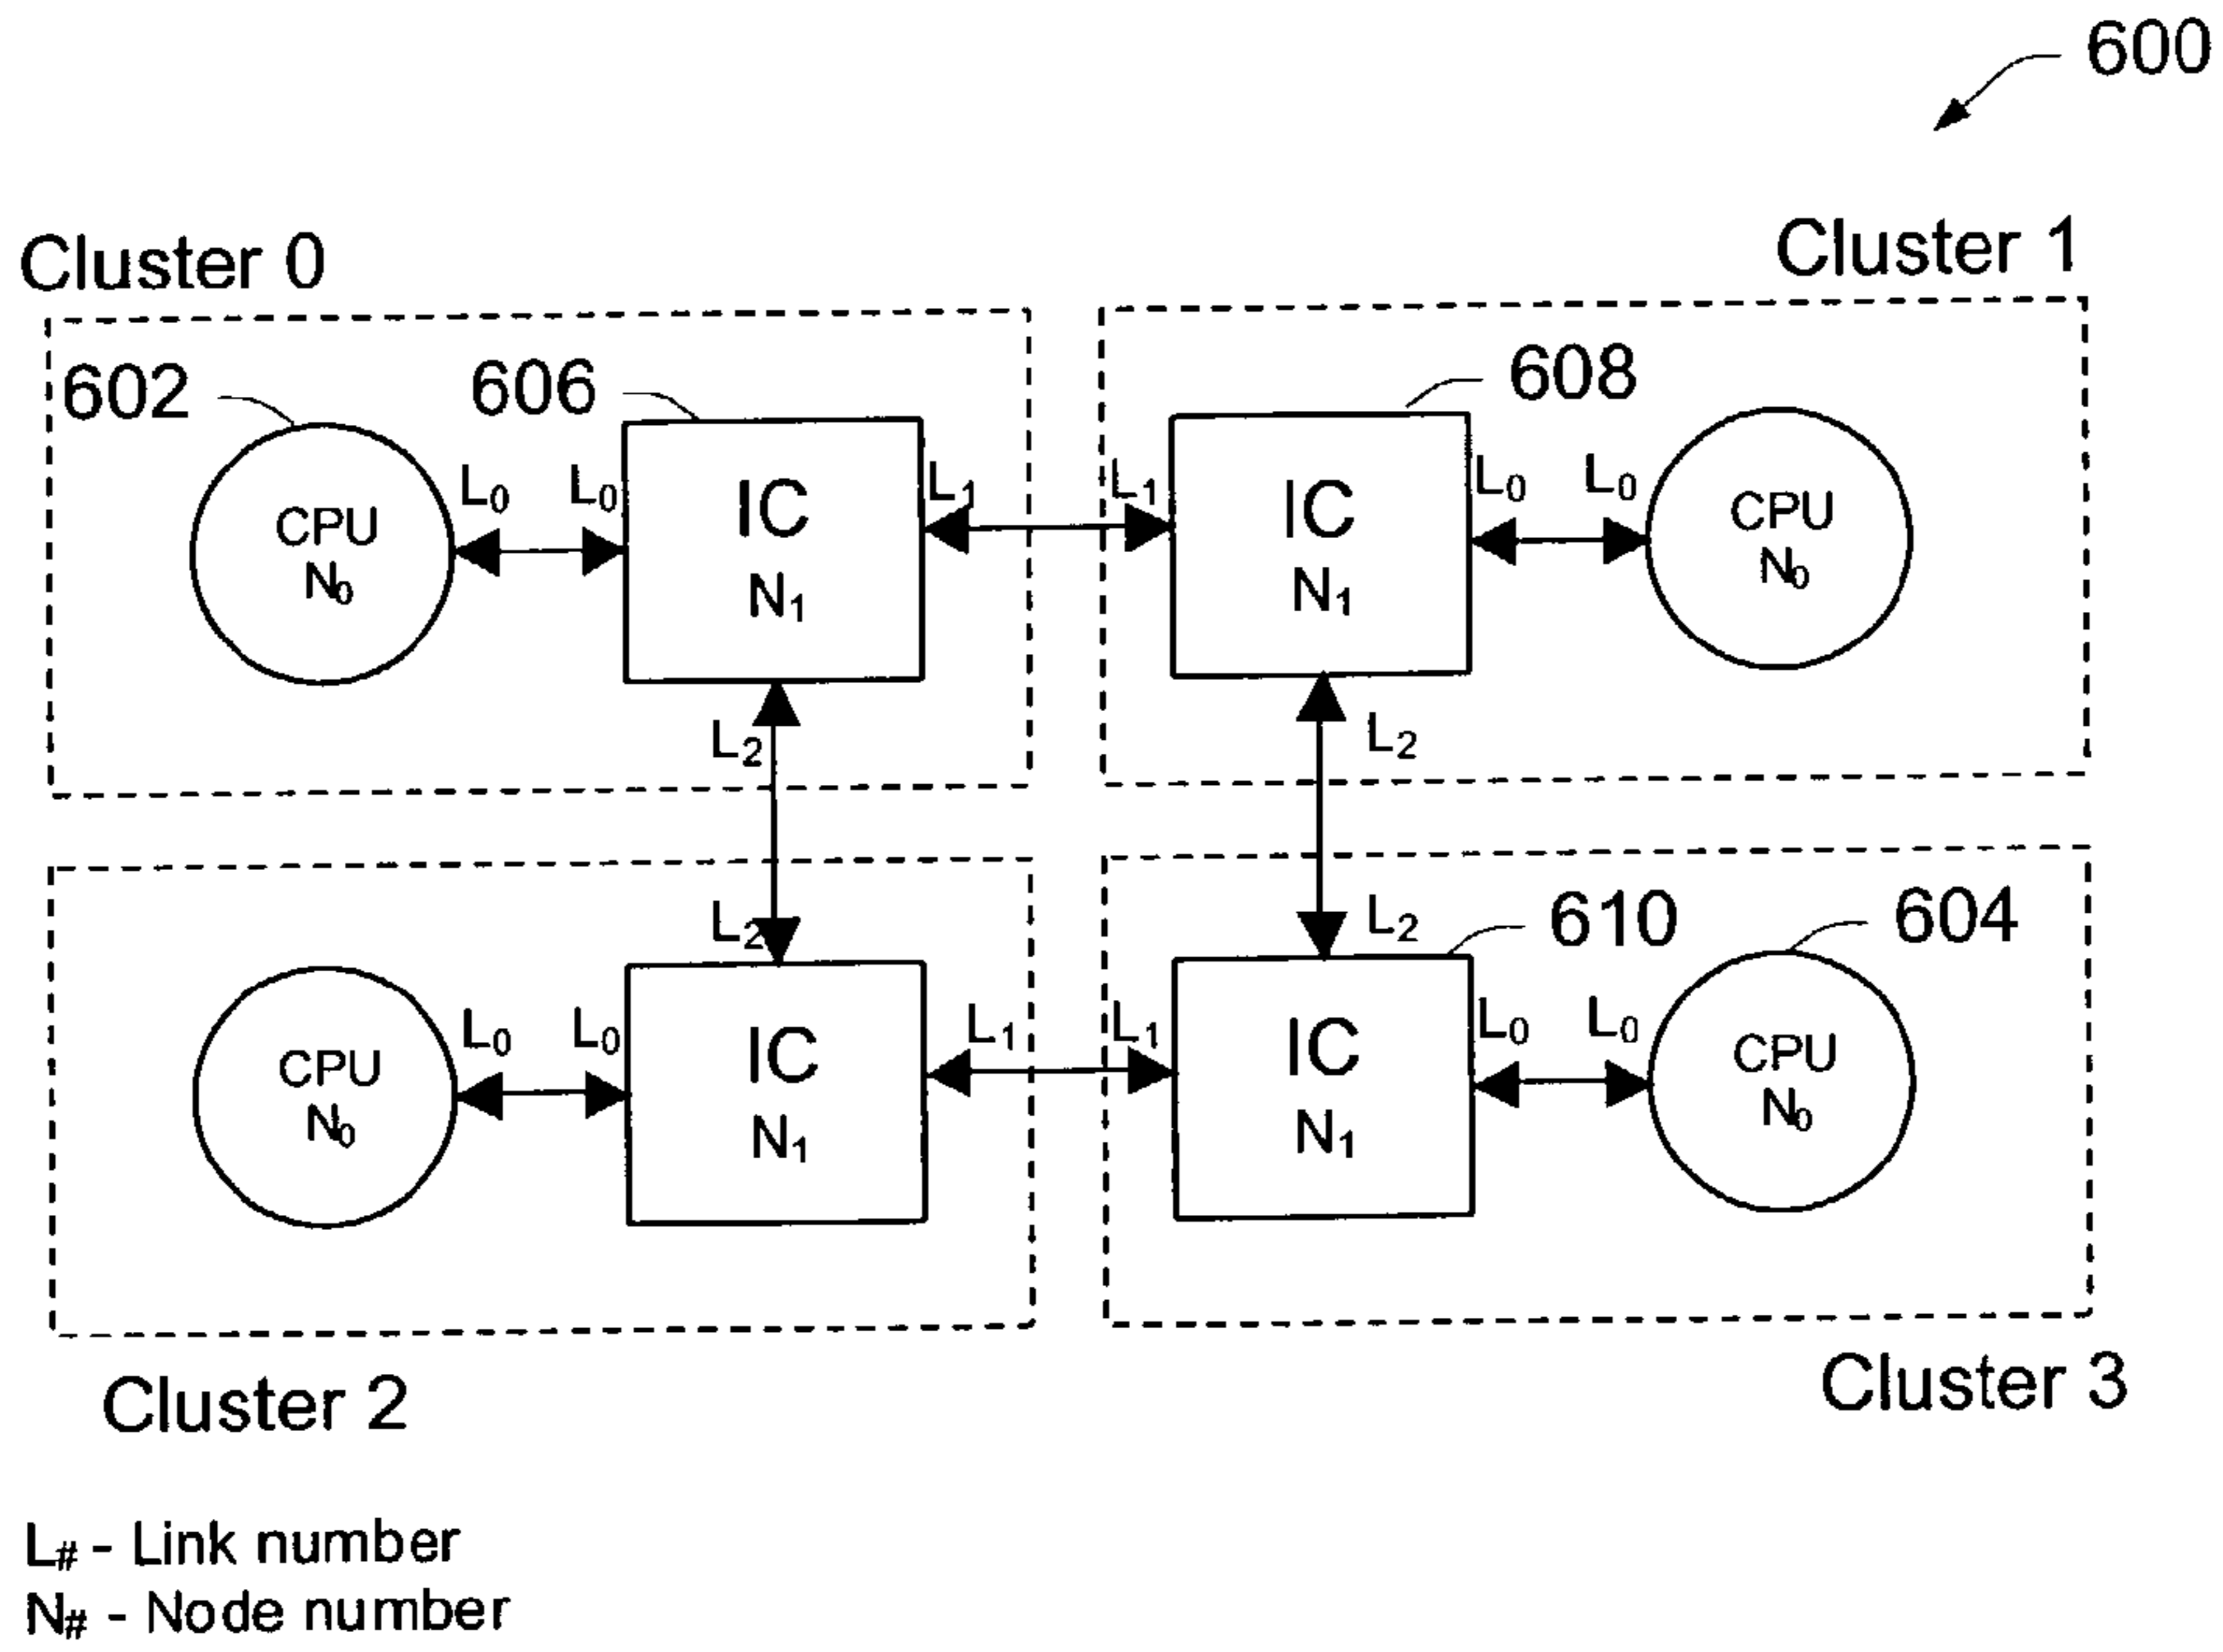 600
Cluster 0
Cluster 1
602
606
608
CPU
N0
L0
L0
IC
N1
L1
L1
IC
N1
L0
L0
CPU
N0
L2
L2
L2
L2
610
604
CPU
N0
L0
L0
IC
N1
L1
L1
IC
N1
L0
L0
CPU
N0
Cluster 2
Cluster 3
L# - Link number
N# - Node number